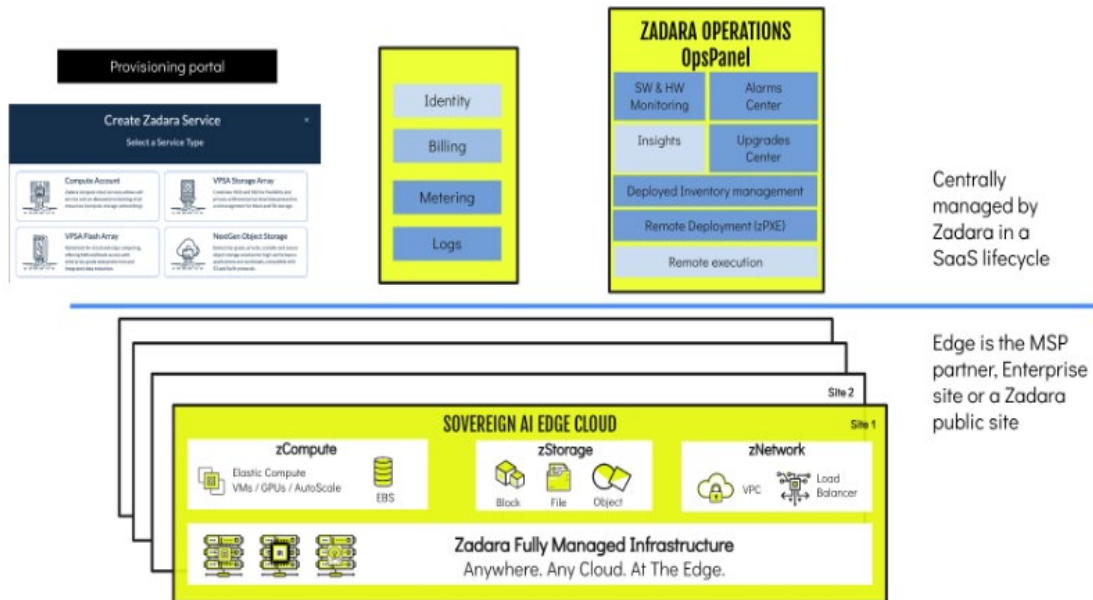 Provisioning portal
Create Zadara Service
×
Select a Service Type
Compute Account
VPSA Storage Array
VPSA Flash Array
NextGen Object Storage
Identity
Billing
Metering
Logs
ZADARA OPERATIONS
OpsPanel
SW & HW
Monitoring
Alarms
Center
Insights
Upgrades
Center
Deployed Inventory management
Remote Deployment (zPXE)
Remote execution
Centrally
managed by
Zadara in a
SaaS lifecycle
Edge is the MSP
partner, Enterprise
site or a Zadara
public site
Site 2
SOVEREIGN AI EDGE CLOUD
Site 1
zCompute
Elastic Compute
VMs / GPUs / AutoScale
EBS
zStorage
Block
File
Object
zNetwork
VPC
Load
Balancer
Zadara Fully Managed Infrastructure
Anywhere. Any Cloud. At The Edge.